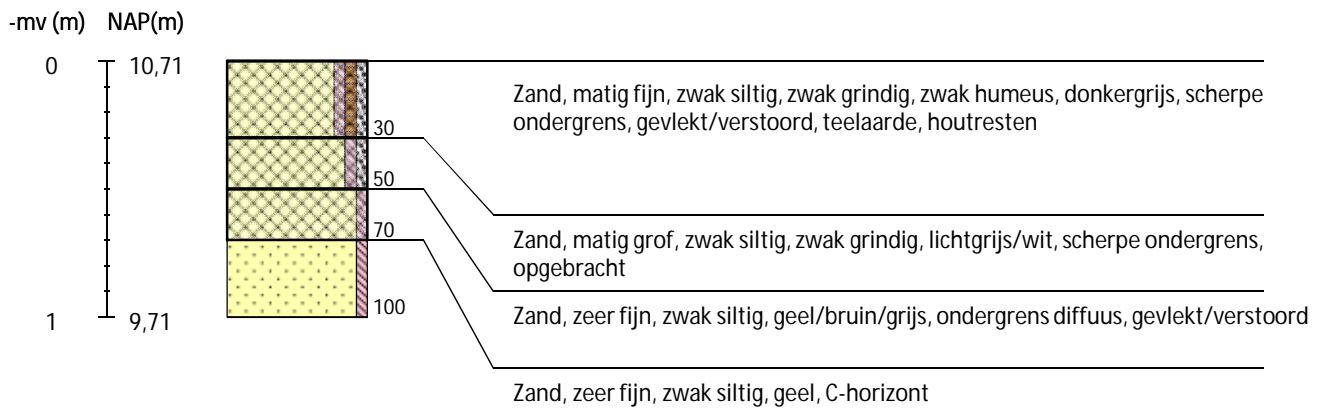 -mv (m) NAP(m)
0 10,71
Zand, matig fijn, zwak siltig, zwak grindig, zwak humeus, donkergrijs, scherpe
ondergrens, gevlekt/verstoord, teelaarde, houtresten
30
50
70
Zand, matig grof, zwak siltig, zwak grindig, lichtgrijs/wit, scherpe ondergrens,
opgebracht
100
1 9,71
Zand, zeer fijn, zwak siltig, geel/bruin/grijs, ondergrens diffuus, gevlekt/verstoord
Zand, zeer fijn, zwak siltig, geel, C-horizont